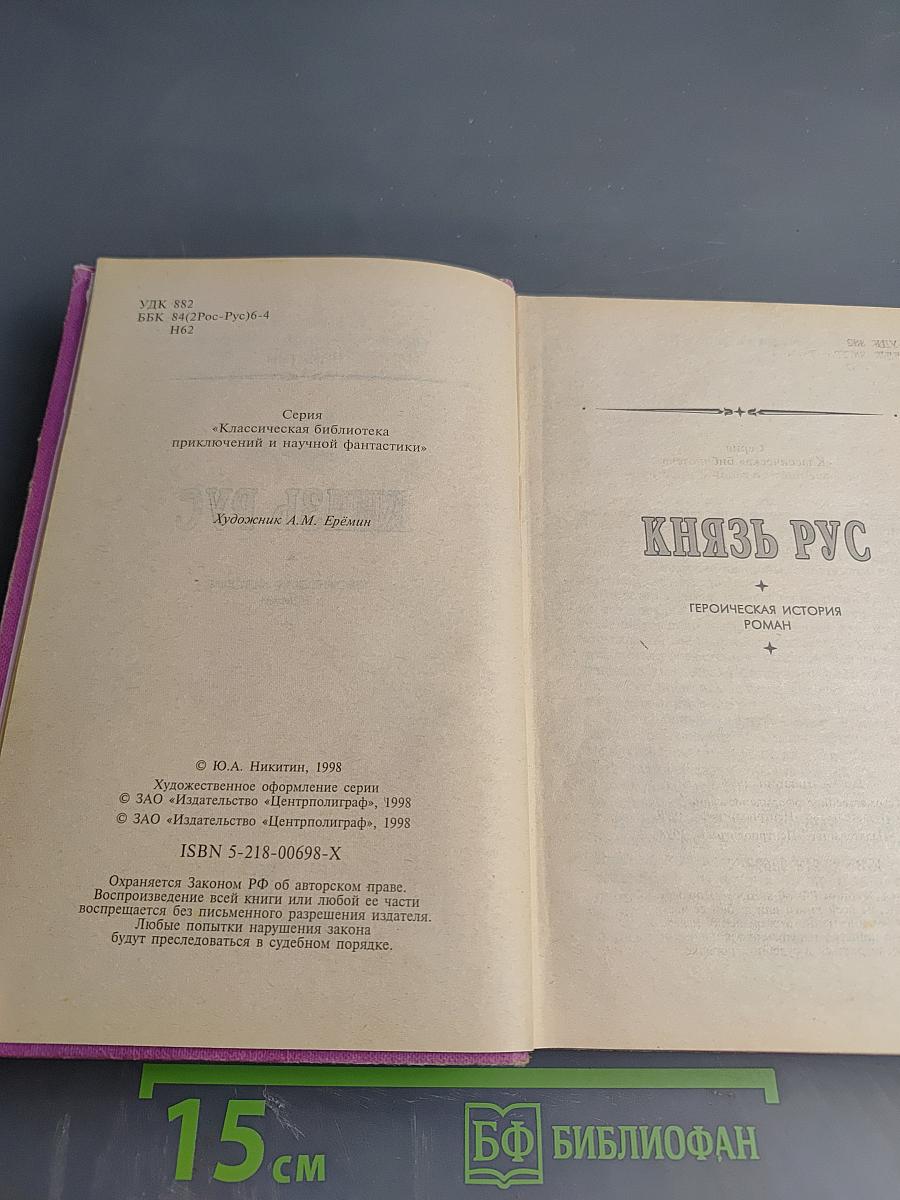 УДК 882
ББК 84(2Рос-Рус)6-4
Н62
Серия
«Классическая библиотека
приключений и научной фантастики»
Художник А.М. Ерёмин
© Ю.А. Никитин, 1998
Художественное оформление серии
© ЗАО «Издательство «Центрполиграф», 1998
© ЗАО «Издательство «Центрполиграф», 1998
ISBN 5-218-00698-X
Охраняется Законом РФ об авторском праве.
Воспроизведение всей книги или любой ее части
воспрещается без письменного разрешения издателя.
Любые попытки нарушения закона
будут преследоваться в судебном порядке.
КНЯЗЬ РУС
ГЕРОИЧЕСКАЯ ИСТОРИЯ
РОМАН
15 см
БФ БИБЛИОФАН